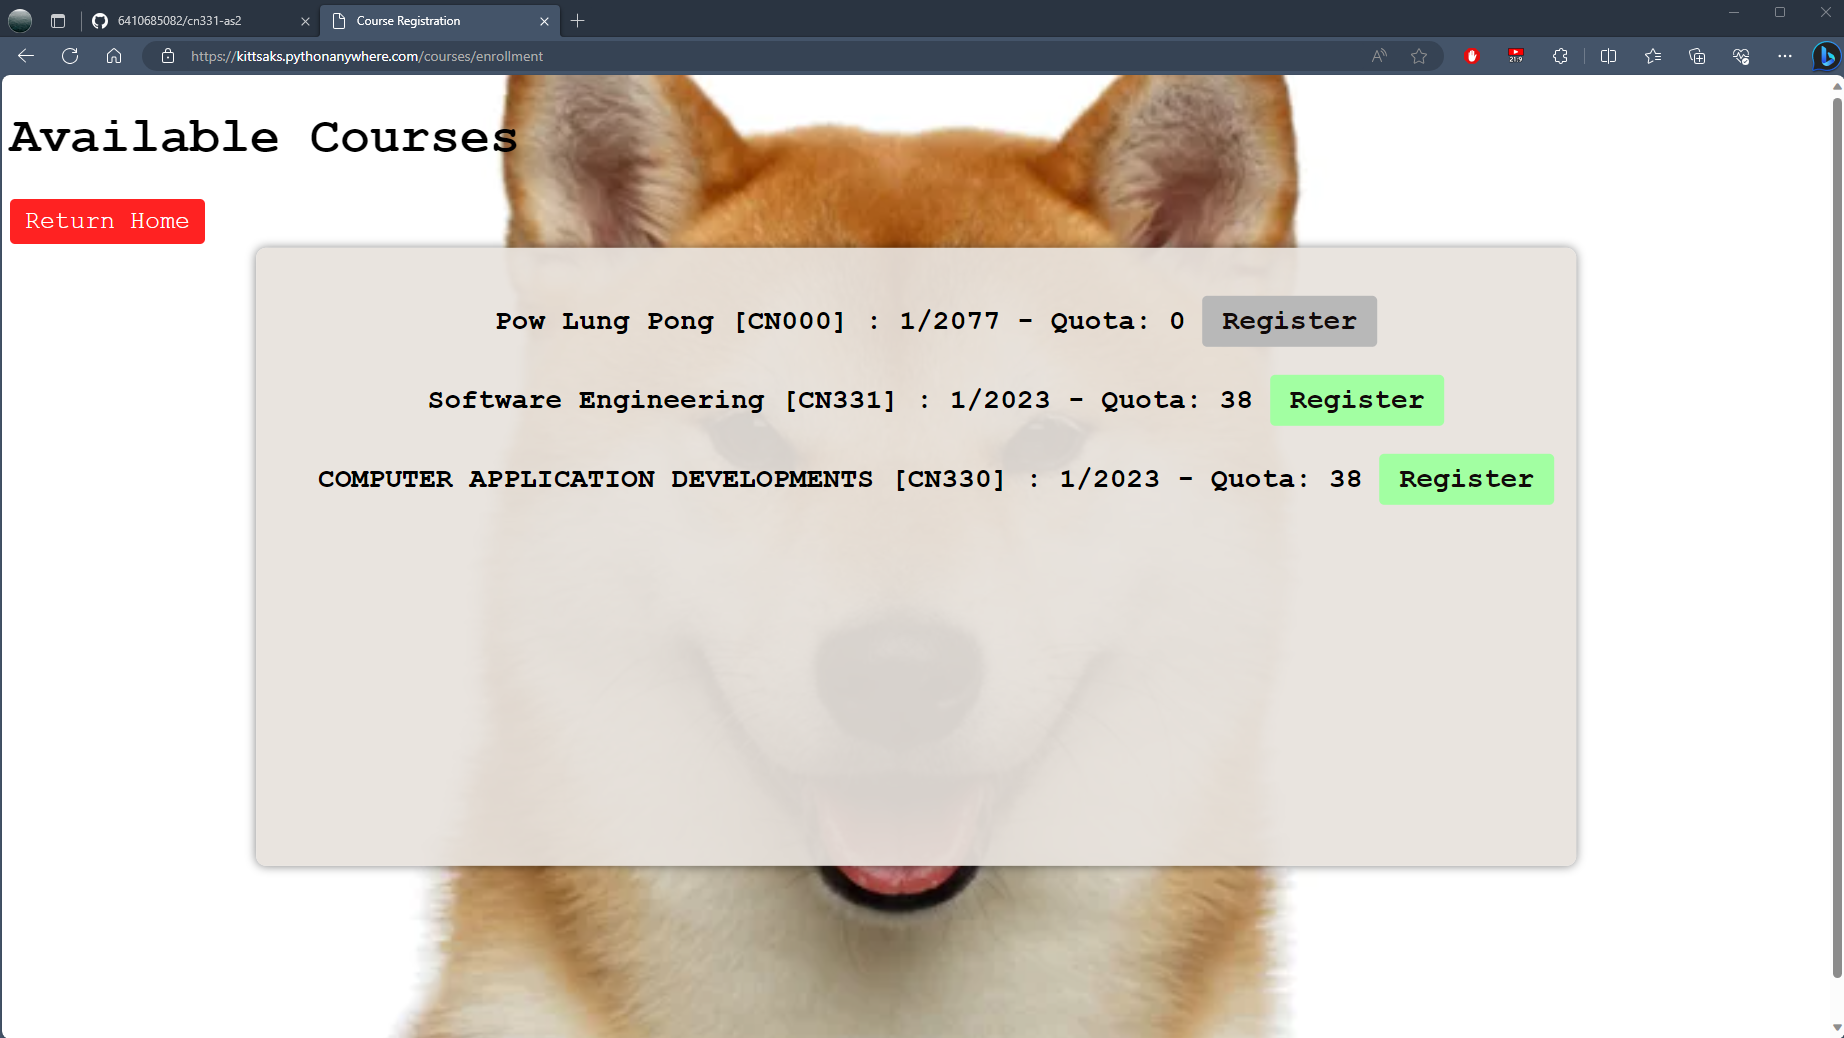 6410685082/cn331-as2
Course Registration
https://kittsaks.pythonanywhere.com/courses/enrollment
21:9
Available Courses
Return Home
Pow Lung Pong [CN000] : 1/2077 - Quota: 0 Register
Software Engineering [CN331] : 1/2023 - Quota: 38 Register
COMPUTER APPLICATION DEVELOPMENTS [CN330] : 1/2023 - Quota: 38 Register